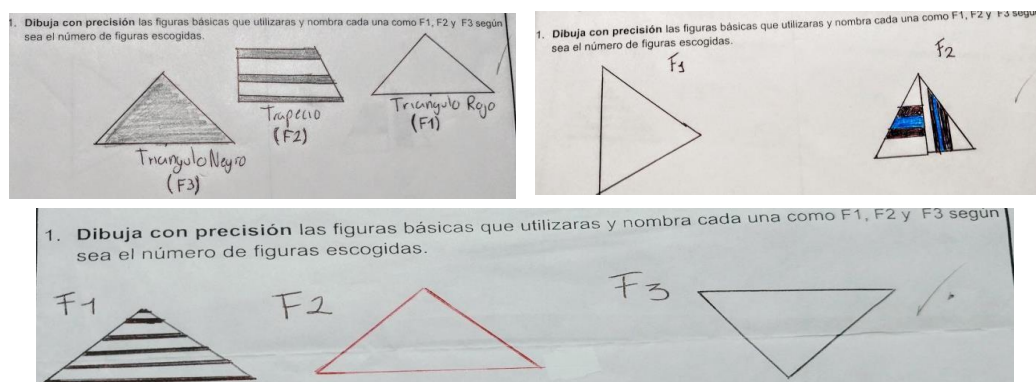 1. Dibuja con precisión las figuras básicas que utilizaras y nombra cada una como F1, F2 y F3 según
sea el número de figuras escogidas.
Trapecio
(F2)
Triangulo Rojo
(F1)
Triangulo Negro
(F3)
1. Dibuja con precisión las figuras básicas que utilizaras y nombra cada una como F1, F2 y F3 segu
sea el número de figuras escogidas.
F1
F2
1. Dibuja con precisión las figuras básicas que utilizaras y nombra cada una como F1, F2 y F3 según
sea el número de figuras escogidas.
F1
F2
F3